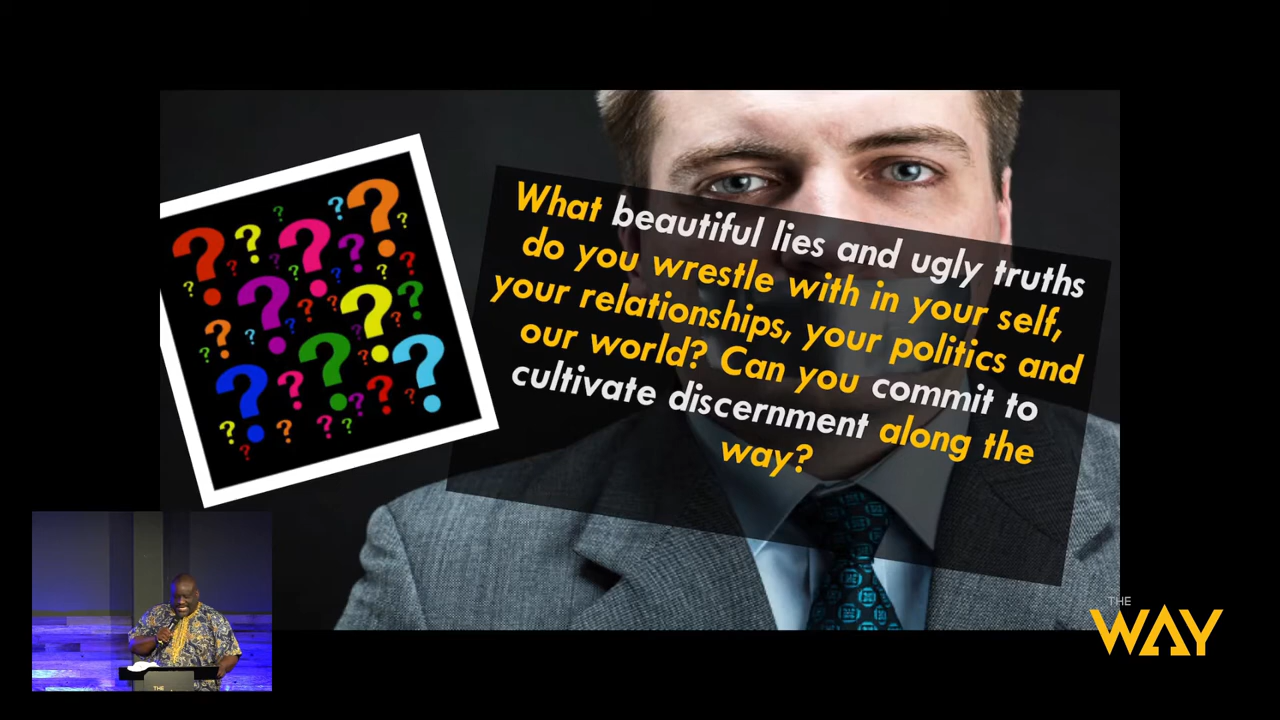 What beautiful lies and ugly truths
do you wrestle with in your self,
your relationships, your politics and
our world? Can you commit to
cultivate discernment along the
way?
THE
WAY
THE